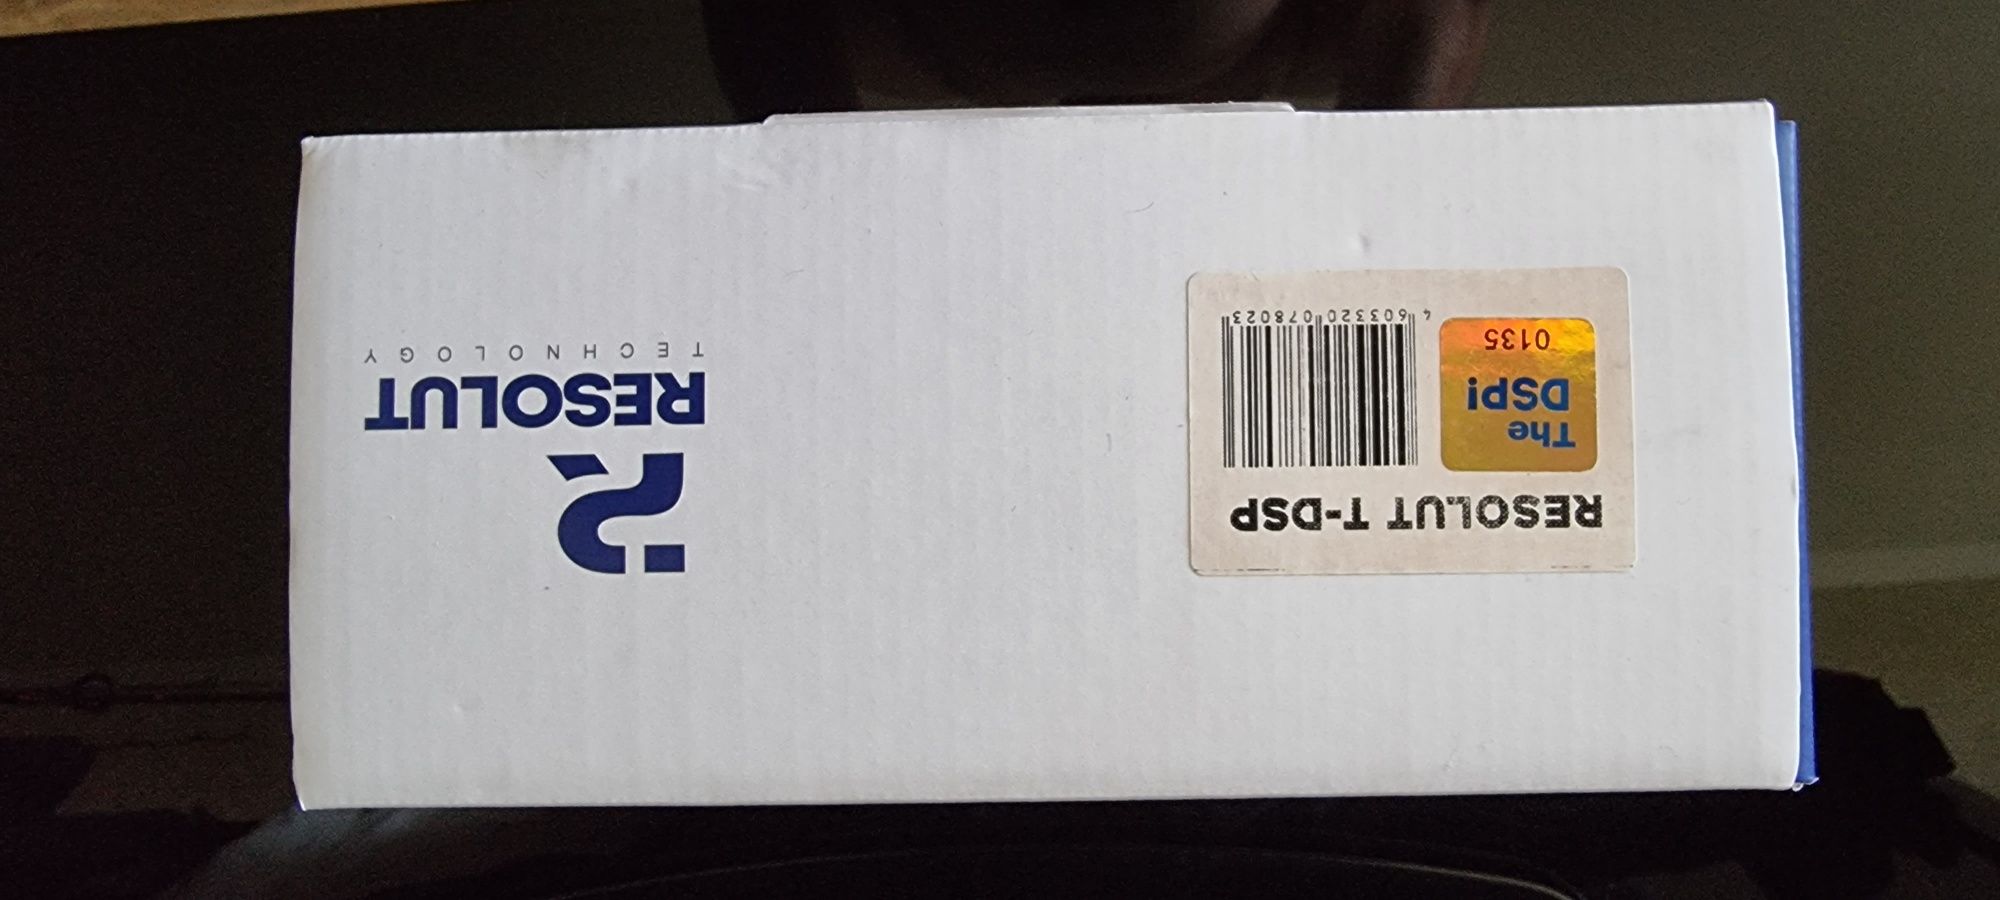 RESOLUT T-DSP
The
DSP!
0135
4 603320 078023
R
RESOLUT
TECHNOLOGY